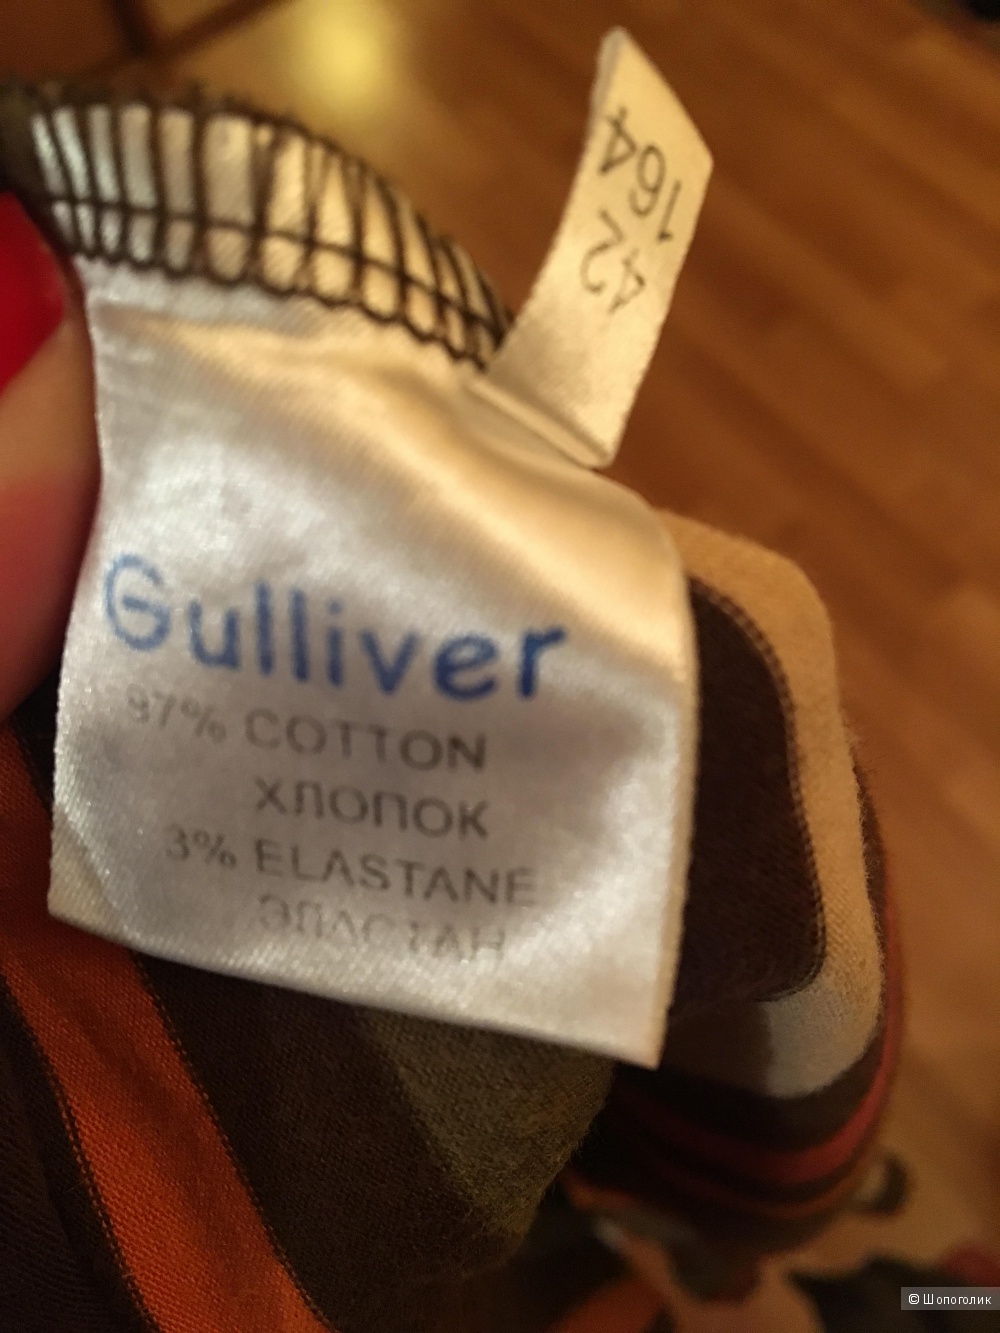 42
164
Gulliver
97% COTTON
ХЛОПОК
3% ELASTANE
ЭЛАСТАН
© Шопоголик